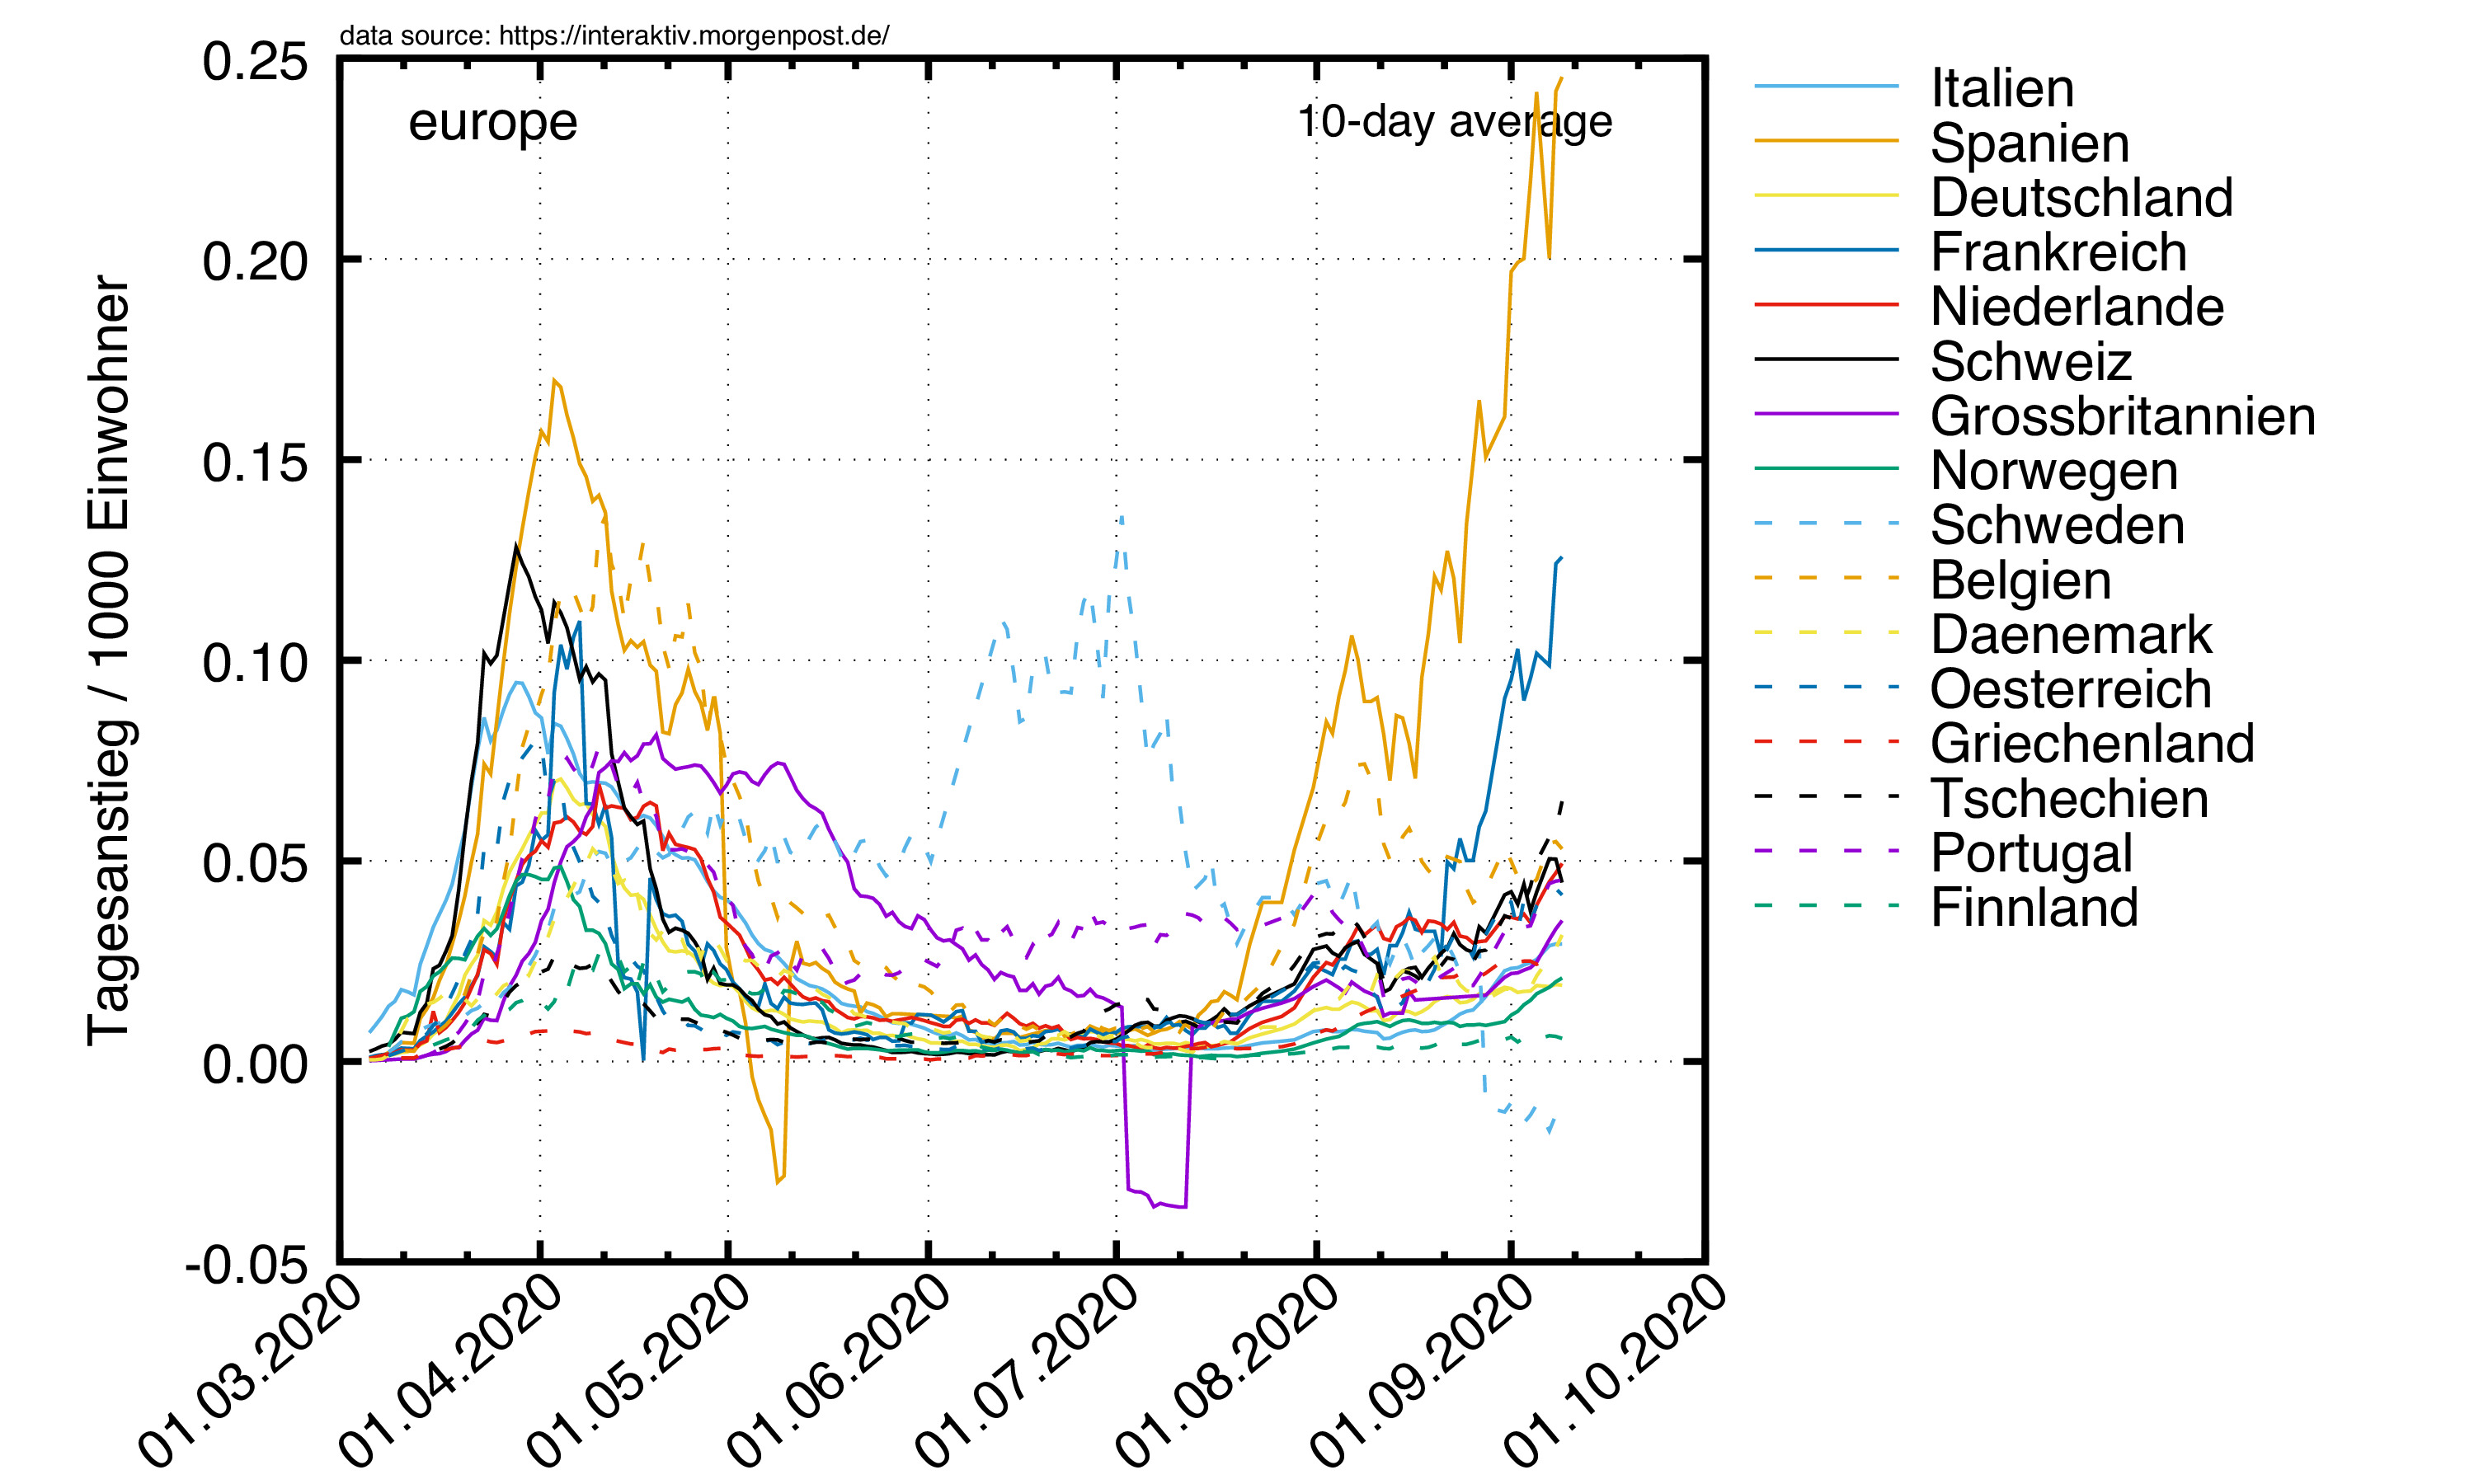 data source: https://interaktiv.morgenpost.de/
europe
10-day average
Tagesanstieg / 1000 Einwohner
0.25
0.20
0.15
0.10
0.05
0.00
-0.05
01.03.2020
01.04.2020
01.05.2020
01.06.2020
01.07.2020
01.08.2020
01.09.2020
01.10.2020
Italien
Spanien
Deutschland
Frankreich
Niederlande
Schweiz
Grossbritannien
Norwegen
Schweden
Belgien
Daenemark
Oesterreich
Griechenland
Tschechien
Portugal
Finnland